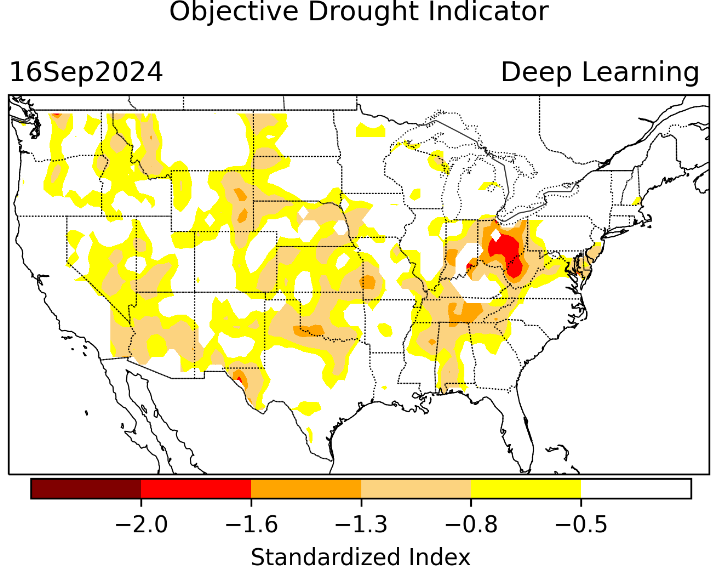 Objective Drought Indicator
16Sep2024 Deep Learning
−2.0 −1.6 −1.3 −0.8 −0.5
Standardized Index